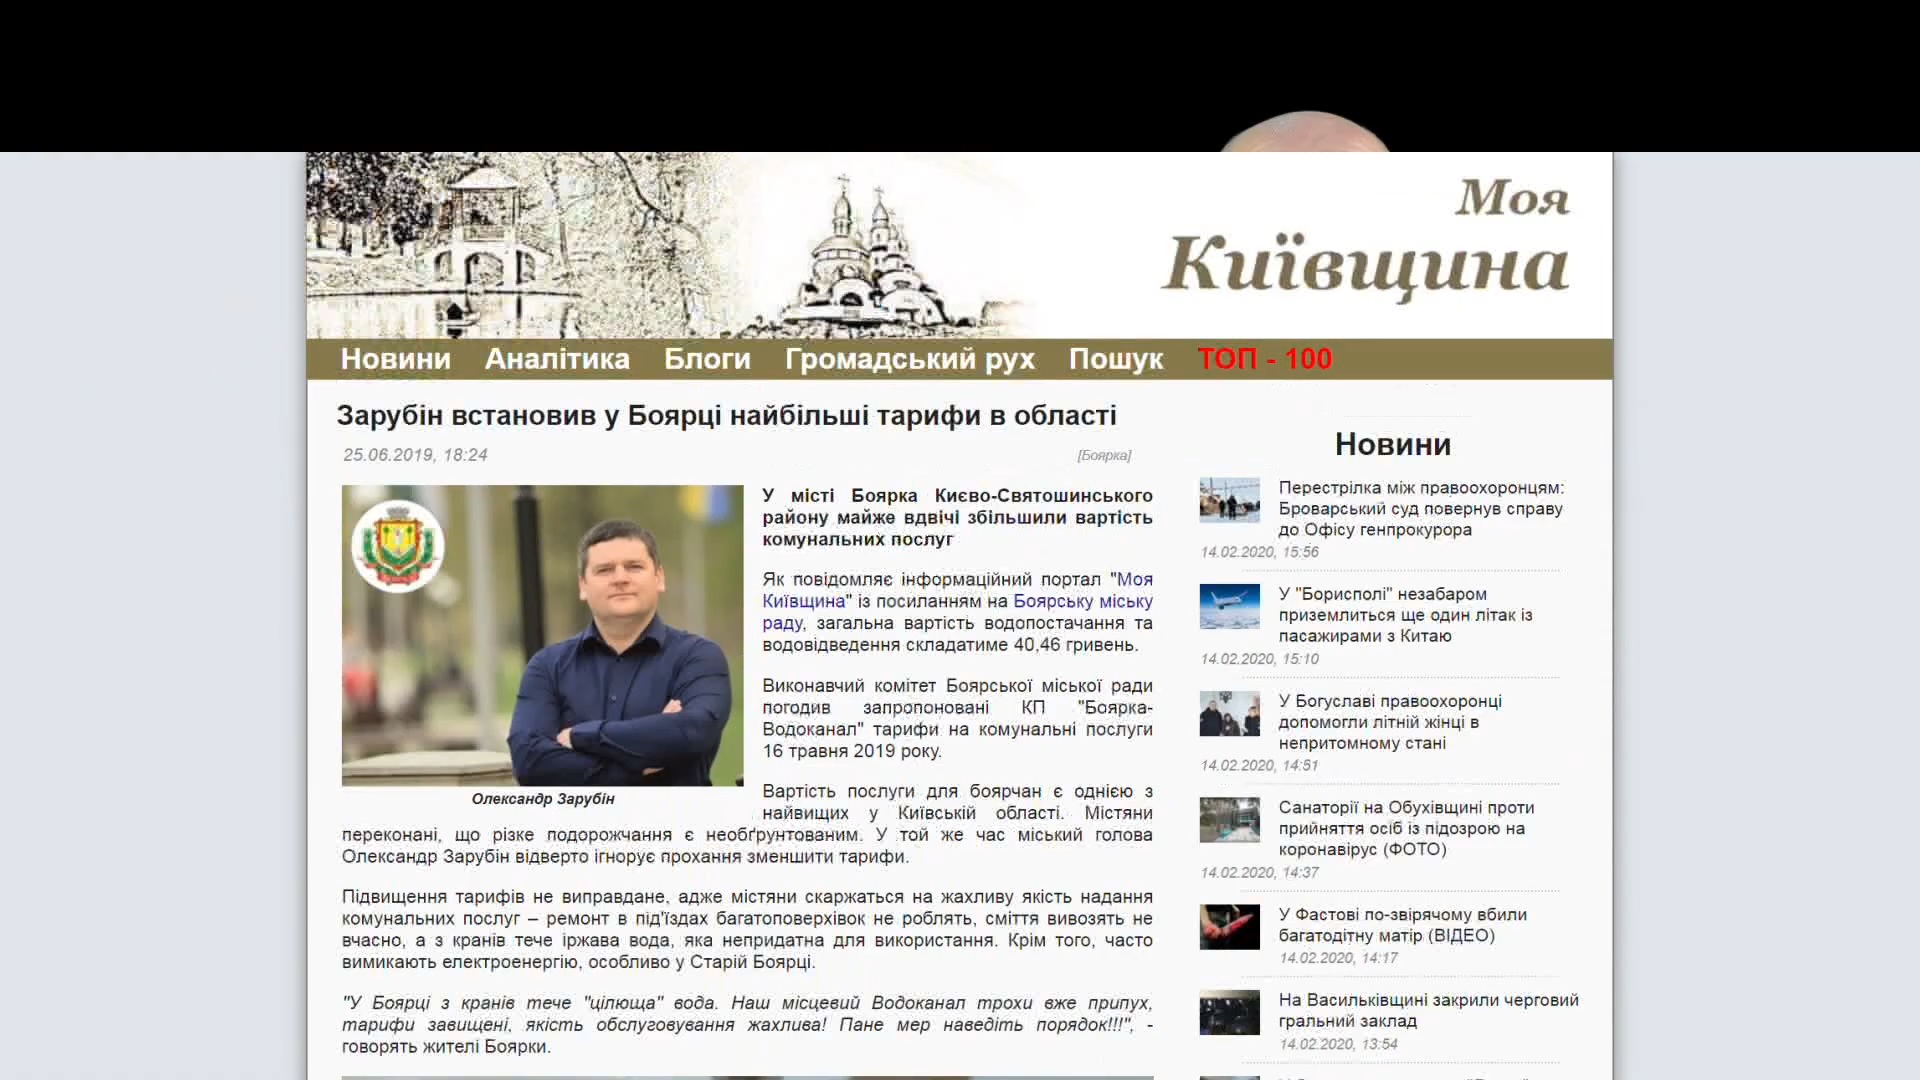 Моя
Київщина
Новини Аналітика Блоги Громадський рух Пошук ТОП - 100
Зарубін встановив у Боярці найбільші тарифи в області
25.06.2019, 18:24
[Боярка]
У місті Боярка Києво-Святошинського
району майже вдвічі збільшили вартість
комунальних послуг
Як повідомляє інформаційний портал "Моя
Київщина" із посиланням на Боярську міську
раду, загальна вартість водопостачання та
водовідведення складатиме 40,46 гривень.
Виконавчий комітет Боярської міської ради
погодив запропоновані КП "Боярка-
Водоканал" тарифи на комунальні послуги
16 травня 2019 року.
Олександр Зарубін
Вартість послуги для боярчан є однією з
найвищих у Київській області. Містяни
переконані, що різке подорожчання є необґрунтованим. У той же час міський голова
Олександр Зарубін відверто ігнорує прохання зменшити тарифи.
Підвищення тарифів не виправдане, адже містяни скаржаться на жахливу якість надання
комунальних послуг – ремонт в під'їздах багатоповерхівок не роблять, сміття вивозять не
вчасно, а з кранів тече іржава вода, яка непридатна для використання. Крім того, часто
вимикають електроенергію, особливо у Старій Боярці.
"У Боярці з кранів тече "цілюща" вода. Наш місцевий Водоканал трохи вже припух,
тарифи завищені, якість обслуговування жахлива! Пане мер наведіть порядок!!!", -
говорять жителі Боярки.
Новини
Перестрілка між правоохоронцям:
Броварський суд повернув справу
до Офісу генпрокурора
14.02.2020, 15:56
У "Борисполі" незабаром
приземлиться ще один літак із
пасажирами з Китаю
14.02.2020, 15:10
У Богуславі правоохоронці
допомогли літній жінці в
непритомному стані
14.02.2020, 14:51
Санаторії на Обухівщині проти
прийняття осіб із підозрою на
коронавірус (ФОТО)
14.02.2020, 14:37
У Фастові по-звірячому вбили
багатодітну матір (ВІДЕО)
14.02.2020, 14:17
На Васильківщині закрили черговий
гральний заклад
14.02.2020, 13:54